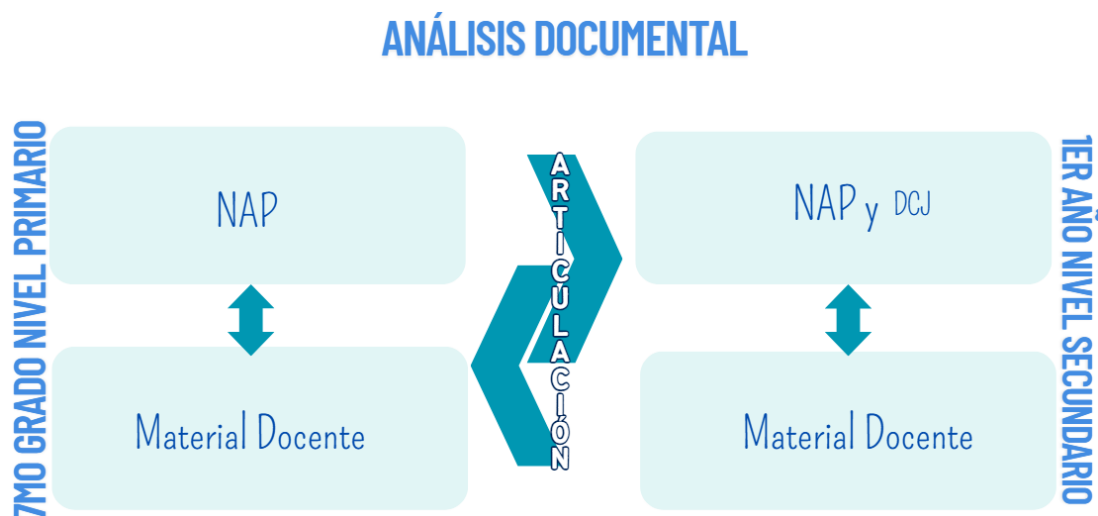 ANÁLISIS DOCUMENTAL
7MO GRADO NIVEL PRIMARIO
NAP
Material Docente
ARTICULACIÓN
NAP y DCJ
Material Docente
1ER AÑO NIVEL SECUNDARIO